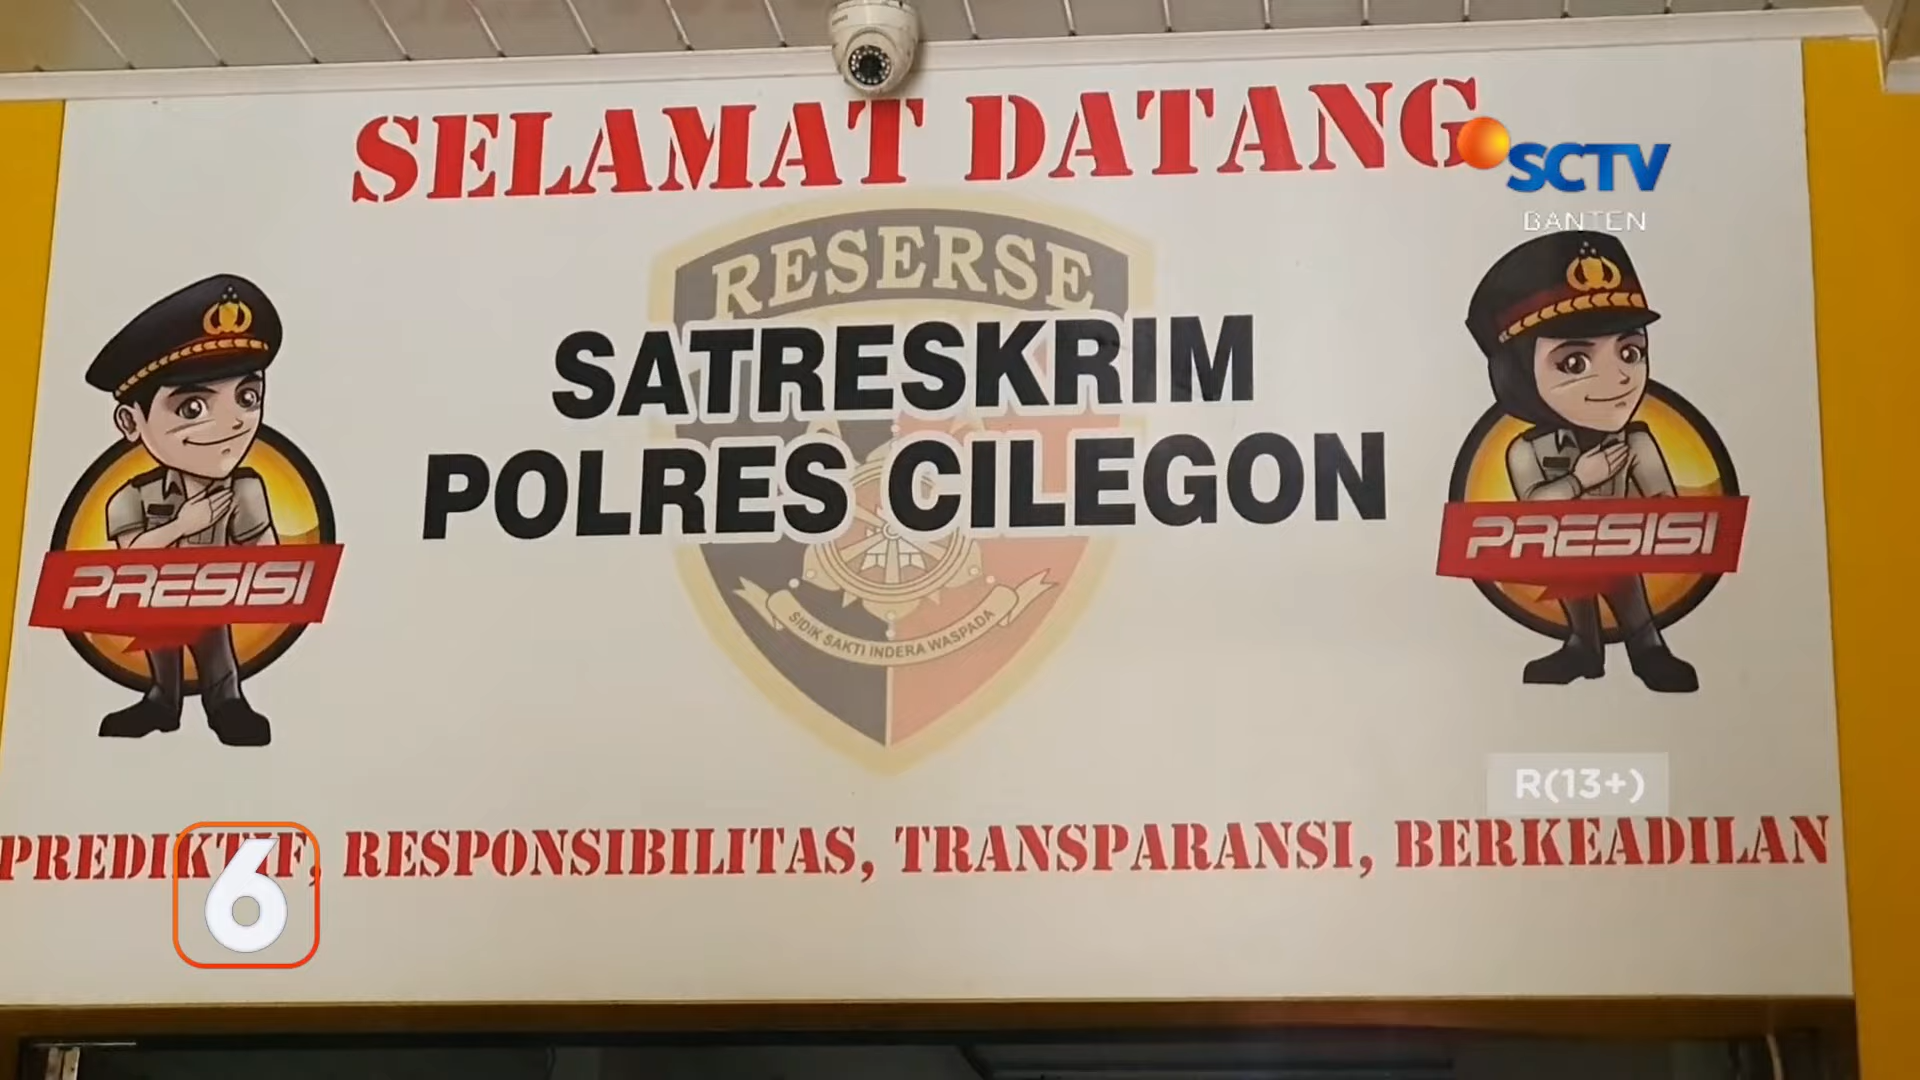 SELAMAT DATANG
SCTV
BANTEN
RESERSE
SATRESKRIM
POLRES CILEGON
PRESISI
PRESISI
SIDIK SAKTI INDERA WASPADA
R(13+)
PREDIKTIF, RESPONSIBILITAS, TRANSPARANSI, BERKEADILAN
6